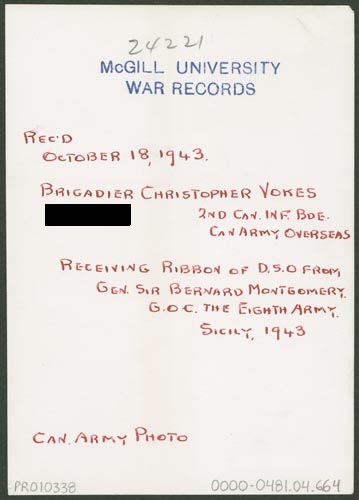 24221
McGILL UNIVERSITY
WAR RECORDS
REC'D
OCTOBER 18, 1943.
BRIGADIER CHRISTOPHER VOKES
2ND CAN. INF. BDE.
CAN ARMY OVERSEAS
RECEIVING RIBBON OF D.S.O FROM
GEN. SIR BERNARD MONTGOMERY.
G.O.C. THE EIGHTH ARMY.
SICILY, 1943
CAN. ARMY PHOTO
PR010338
0000-0481.04.664